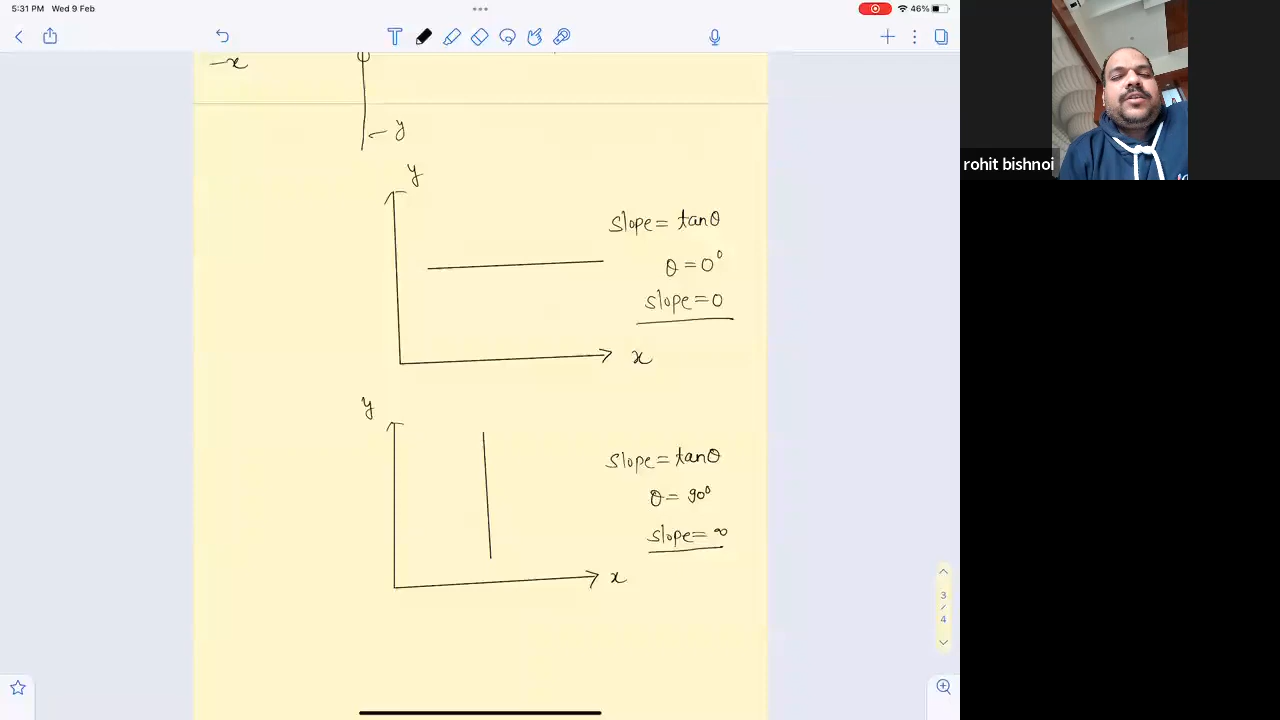 5:31 PM Wed 9 Feb
46%
rohit bishnoi
-x
-y
y
slope = tanθ
θ = 0°
slope = 0
x
y
slope = tanθ
θ = 90°
slope = ∞
x
3
/
4